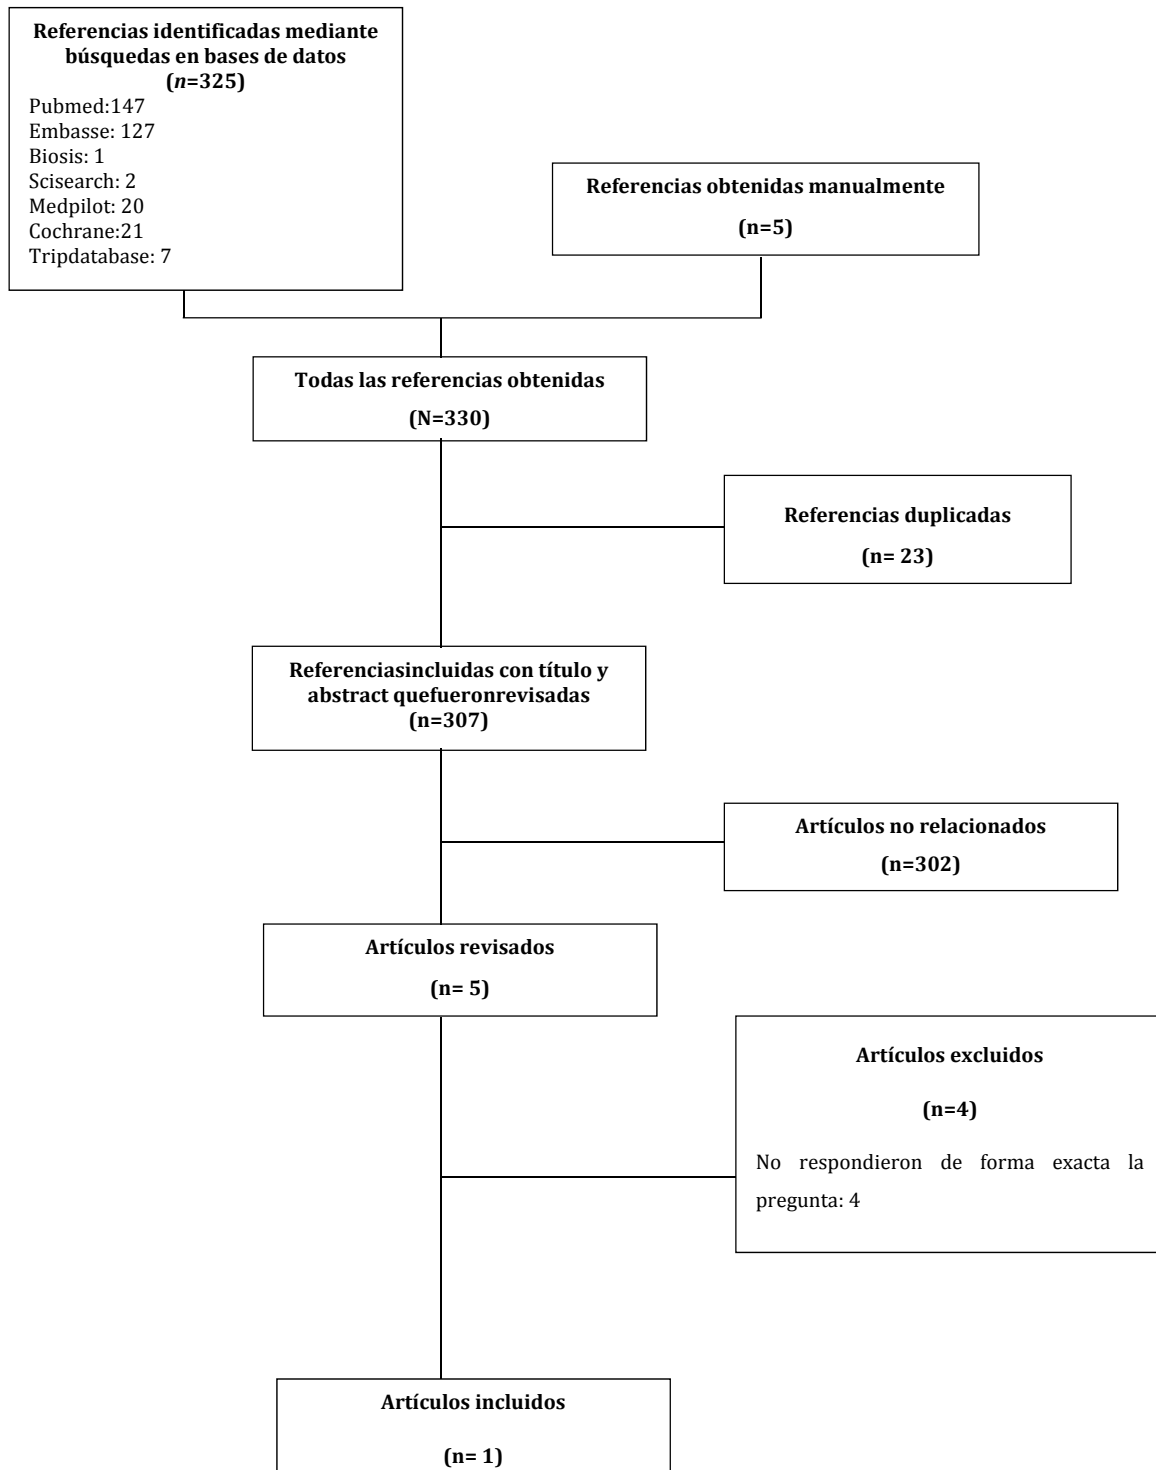 Referencias identificadas mediante
búsquedas en bases de datos
(n=325)
Pubmed:147
Embasse: 127
Biosis: 1
Scisearch: 2
Medpilot: 20
Cochrane:21
Tripdatabase: 7
Referencias obtenidas manualmente
(n=5)
Todas las referencias obtenidas
(N=330)
Referencias duplicadas
(n= 23)
Referenciasincluidas con título y
abstract quefueronrevisadas
(n=307)
Artículos no relacionados
(n=302)
Artículos revisados
(n= 5)
Artículos excluidos
(n=4)
No respondieron de forma exacta la
pregunta: 4
Artículos incluidos
(n= 1)